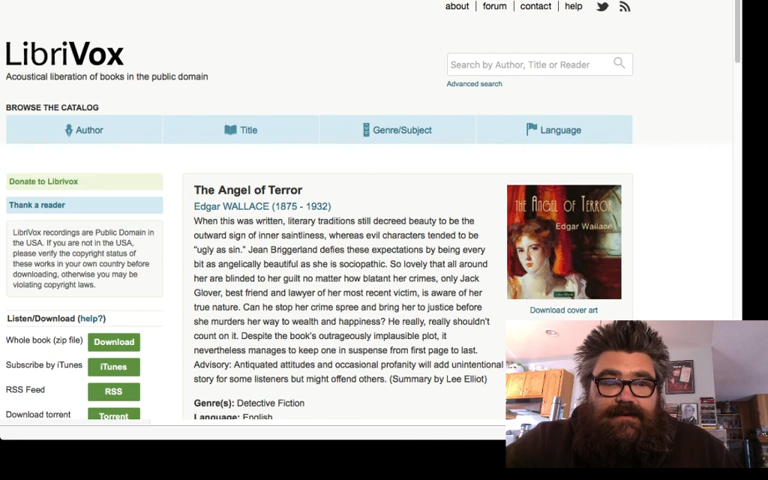 about | forum | contact | help
LibriVox
Acoustical liberation of books in the public domain
Search by Author, Title or Reader
Advanced search
BROWSE THE CATALOG
Author
Title
Genre/Subject
Language
Donate to Librivox
Thank a reader
LibriVox recordings are Public Domain
in the USA. If you are not in the USA,
please verify the copyright status of
these works in your own country before
downloading, otherwise you may be
violating copyright laws.
Listen/Download (help?)
Whole book (zip file)
Download
Subscribe by iTunes
iTunes
RSS Feed
RSS
Download torrent
Torrent
The Angel of Terror
Edgar WALLACE (1875 - 1932)
When this was written, literary traditions still decreed beauty to be the
outward sign of inner saintliness, whereas evil characters tended to be
"ugly as sin." Jean Briggerland defies these expectations by being every
bit as angelically beautiful as she is sociopathic. So lovely that all around
her are blinded to her guilt no matter how blatant her crimes, only Jack
Glover, best friend and lawyer of her most recent victim, is aware of her
true nature. Can he stop her crime spree and bring her to justice before
she murders her way to wealth and happiness? He really, really shouldn't
count on it. Despite the book's outrageously implausible plot, it
nevertheless manages to keep one in suspense from first page to last.
Advisory: Antiquated attitudes and occasional profanity will add unintentional
story for some listeners but might offend others. (Summary by Lee Elliot)
Genre(s): Detective Fiction
Language: English
THE ANGEL OF TERROR
Edgar Wallace
Download cover art